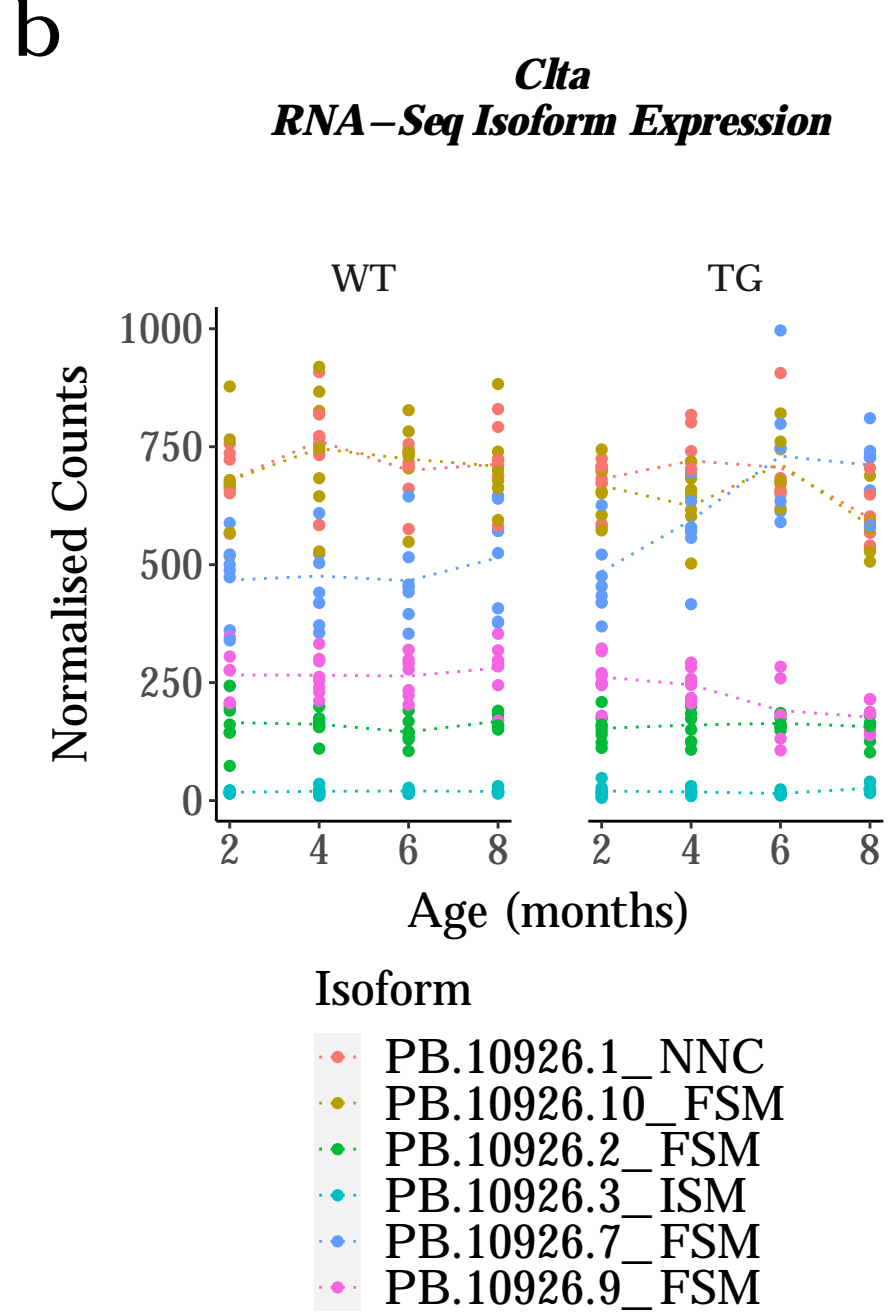 b
Clta
RNA−Seq Isoform Expression
WT
TG
1000
750
500
250
0
Normalised Counts
2 4 6 8
2 4 6 8
Age (months)
Isoform
PB.10926.1_NNC
PB.10926.10_FSM
PB.10926.2_FSM
PB.10926.3_ISM
PB.10926.7_FSM
PB.10926.9_FSM